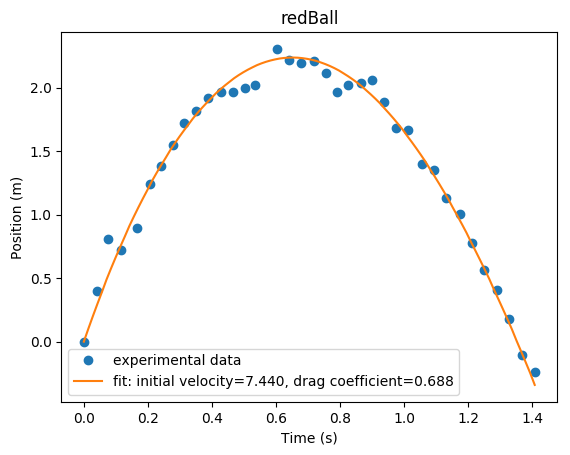 redBall
2.0
1.5
1.0
0.5
0.0
Position (m)
experimental data
fit: initial velocity=7.440, drag coefficient=0.688
0.0 0.2 0.4 0.6 0.8 1.0 1.2 1.4
Time (s)